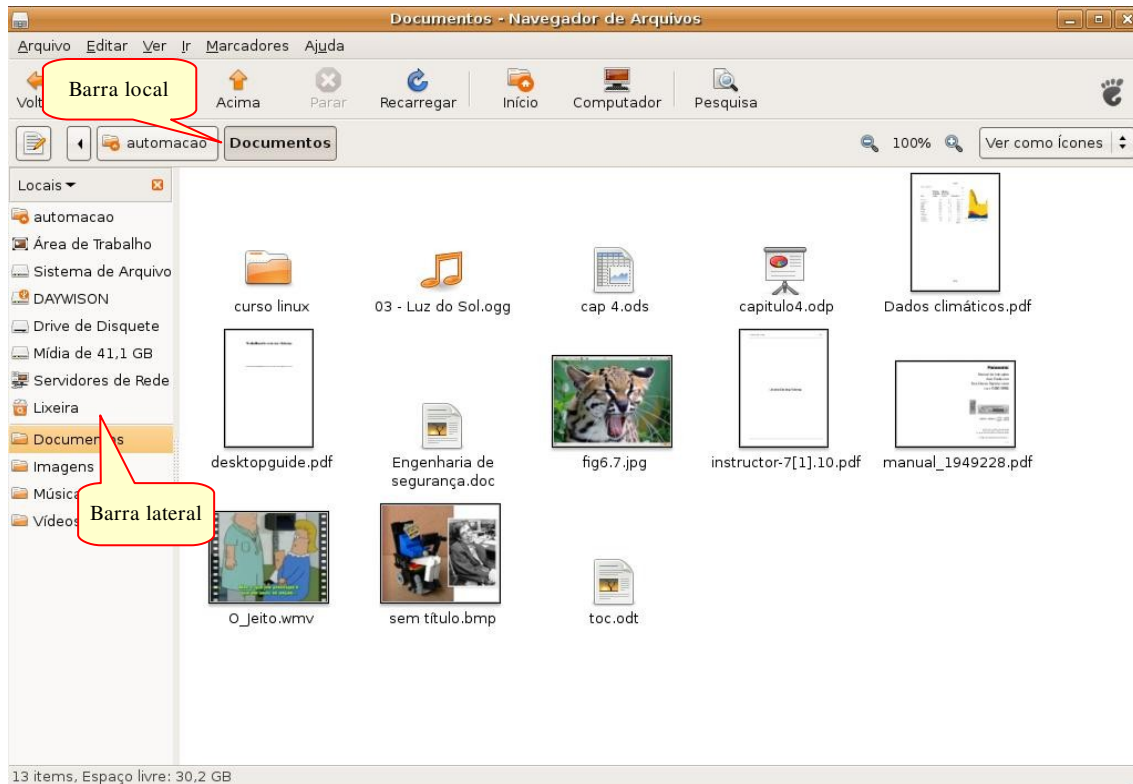 Documentos - Navegador de Arquivos
Arquivo Editar Ver Ir Marcadores Ajuda
Barra local
Volt
Acima
Parar
Recarregar
Início
Computador
Pesquisa
automacao
Documentos
100%
Ver como Ícones
Locais
automacao
Área de Trabalho
Sistema de Arquivo
DAYWISON
Drive de Disquete
Mídia de 41,1 GB
Servidores de Rede
Lixeira
Documentos
Imagens
Música
Vídeos
Barra lateral
curso linux
03 - Luz do Sol.ogg
cap 4.ods
capitulo4.odp
Dados climáticos.pdf
desktopguide.pdf
Engenharia de
segurança.doc
fig6.7.jpg
instructor-7[1].10.pdf
manual_1949228.pdf
O_Jeito.wmv
sem título.bmp
toc.odt
13 items, Espaço livre: 30,2 GB